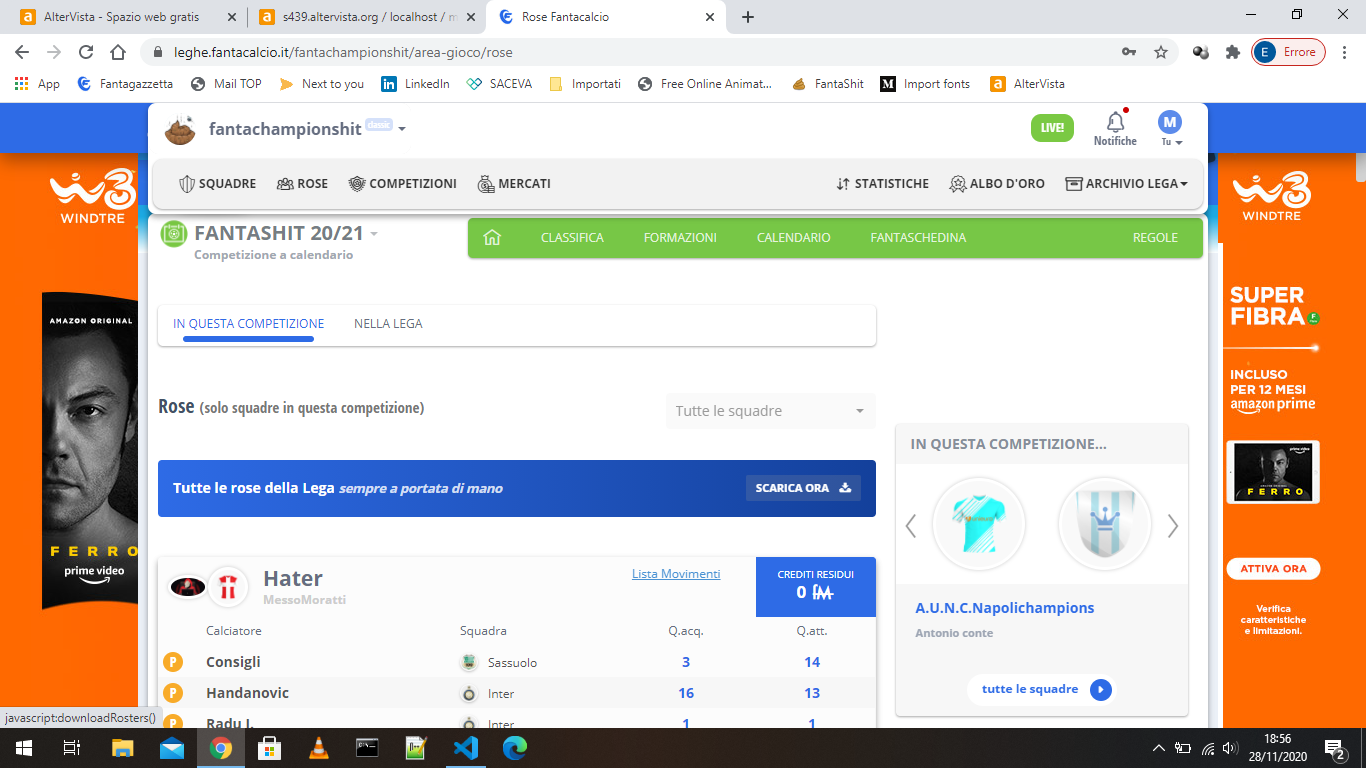 AlterVista - Spazio web gratis
s439.altervista.org / localhost / m
Rose Fantacalcio
leghe.fantacalcio.it/fantachampionshit/area-gioco/rose
E Errore
App Fantagazzetta Mail TOP Next to you LinkedIn SACEVA Importati Free Online Animat... FantaShit Import fonts AlterVista
fantachampionshit classic
LIVE!
Notifiche
M
Tu
SQUADRE ROSE COMPETIZIONI MERCATI STATISTICHE ALBO D'ORO ARCHIVIO LEGA
FANTASHIT 20/21
Competizione a calendario
CLASSIFICA FORMAZIONI CALENDARIO FANTASCHEDINA REGOLE
IN QUESTA COMPETIZIONE NELLA LEGA
Rose (solo squadre in questa competizione)
Tutte le squadre
Tutte le rose della Lega sempre a portata di mano
SCARICA ORA
Hater
MessoMoratti
Lista Movimenti
CREDITI RESIDUI
0
Calciatore Squadra Q.acq. Q.att.
P Consigli Sassuolo 3 14
P Handanovic Inter 16 13
P Radu I. Inter 1 1
IN QUESTA COMPETIZIONE...
A.U.N.C.Napolichampions
Antonio conte
tutte le squadre
W3
WINDTRE
AMAZON ORIGINAL
FERRO
prime video
W3
WINDTRE
SUPER
FIBRA
INCLUSO
PER 12 MESI
amazon prime
prime video
FERRO
ATTIVA ORA
Verifica
caratteristiche
e limitazioni.
javascript:downloadRosters()
18:56
28/11/2020
2